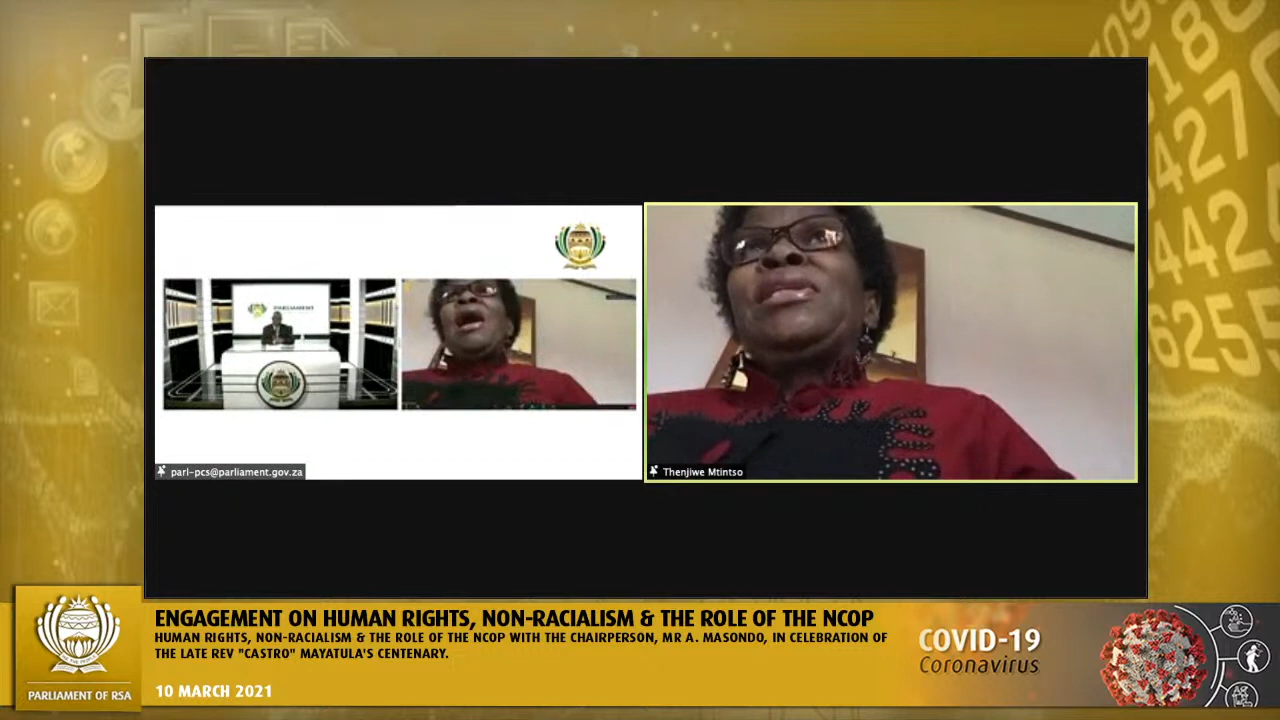 PARLIAMENT
parl-pcs@parliament.gov.za
Thenjiwe Mtintso
ENGAGEMENT ON HUMAN RIGHTS, NON-RACIALISM & THE ROLE OF THE NCOP
HUMAN RIGHTS, NON-RACIALISM & THE ROLE OF THE NCOP WITH THE CHAIRPERSON, MR A. MASONDO, IN CELEBRATION OF
THE LATE REV "CASTRO" MAYATULA'S CENTENARY.
10 MARCH 2021
PARLIAMENT OF RSA
COVID-19
Coronavirus